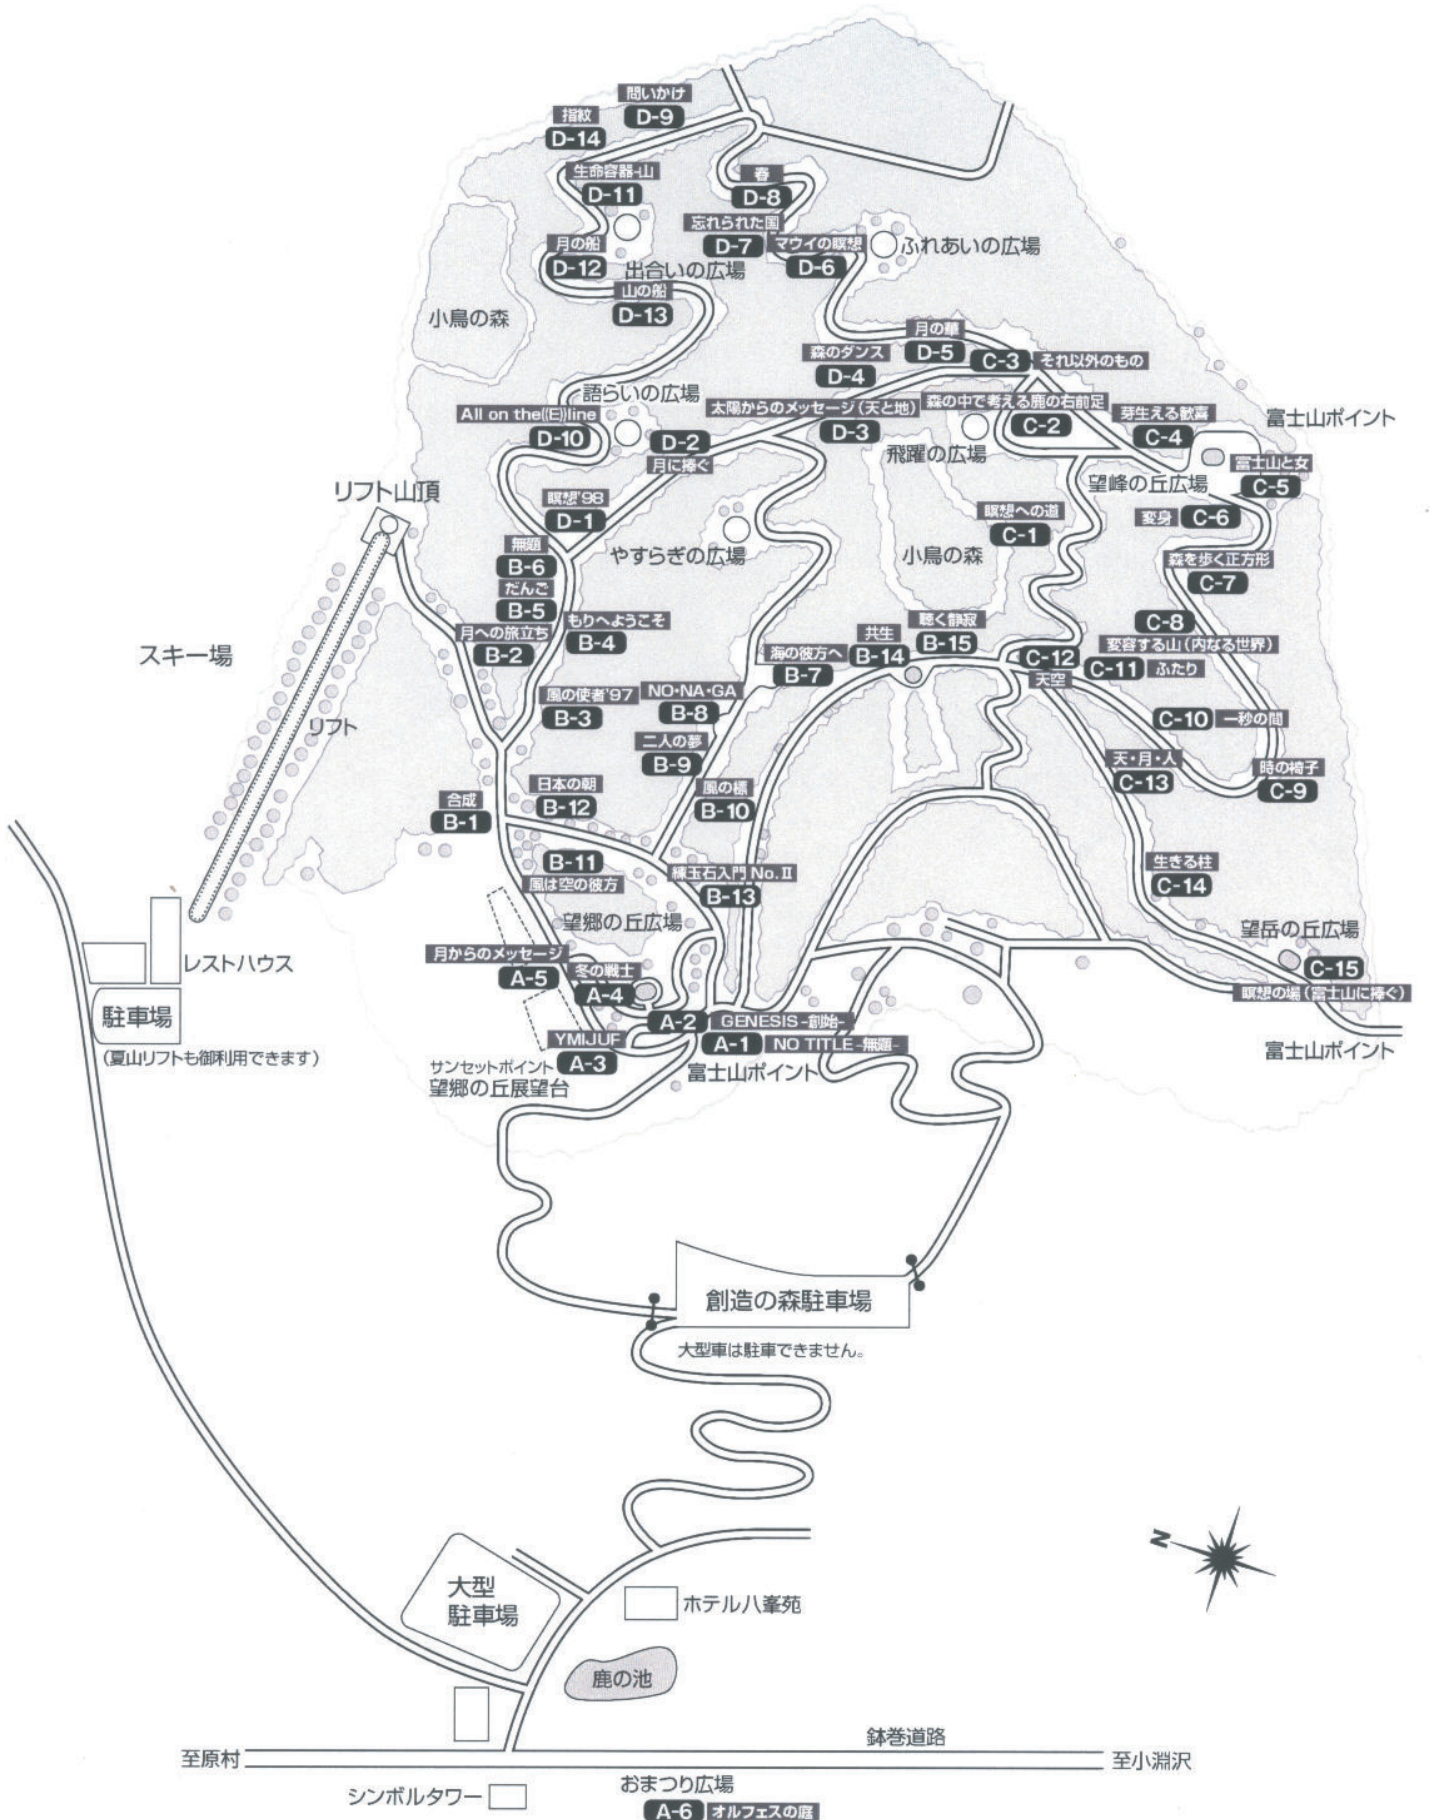 問いかけ
D-9
指紋
D-14
生命容器-山
D-11
春
D-8
忘れられた国
D-7
マウイの瞑想
D-6
ふれあいの広場
月の船
D-12
出合いの広場
山の船
D-13
小鳥の森
月の華
D-5
森のダンス
D-4
C-3
それ以外のもの
語らいの広場
All on the((E))line
D-10
D-2
月に捧ぐ
太陽からのメッセージ(天と地)
D-3
森の中で考える鹿の右前足
C-2
飛躍の広場
芽生える歓喜
C-4
富士山ポイント
望峰の丘広場
富士山と女
C-5
変身
C-6
リフト山頂
瞑想'98
D-1
やすらぎの広場
瞑想への道
C-1
小鳥の森
無題
B-6
だんご
B-5
もりへようこそ
B-4
月への旅立ち
B-2
森を歩く正方形
C-7
C-8
変容する山(内なる世界)
C-11
ふたり
スキー場
リフト
共生
B-14
聴く静寂
B-15
海の彼方へ
B-7
C-12
天空
風の使者'97
B-3
NO・NA・GA
B-8
二人の夢
B-9
C-10
一秒の間
天・月・人
C-13
時の椅子
C-9
合成
B-1
日本の朝
B-12
風の標
B-10
B-11
風は空の彼方
練玉石入門 No.Ⅱ
B-13
生きる柱
C-14
望郷の丘広場
望岳の丘広場
C-15
瞑想の場(富士山に捧ぐ)
富士山ポイント
レストハウス
駐車場
(夏山リフトも御利用できます)
月からのメッセージ
A-5
冬の戦士
A-4
A-2
GENESIS-創始-
A-1
NO TITLE-無題-
YMIJUF
A-3
サンセットポイント
望郷の丘展望台
富士山ポイント
創造の森駐車場
大型車は駐車できません。
N
大型
駐車場
ホテル八峯苑
鹿の池
鉢巻道路
至原村
至小淵沢
シンボルタワー
おまつり広場
A-6
オルフェスの庭